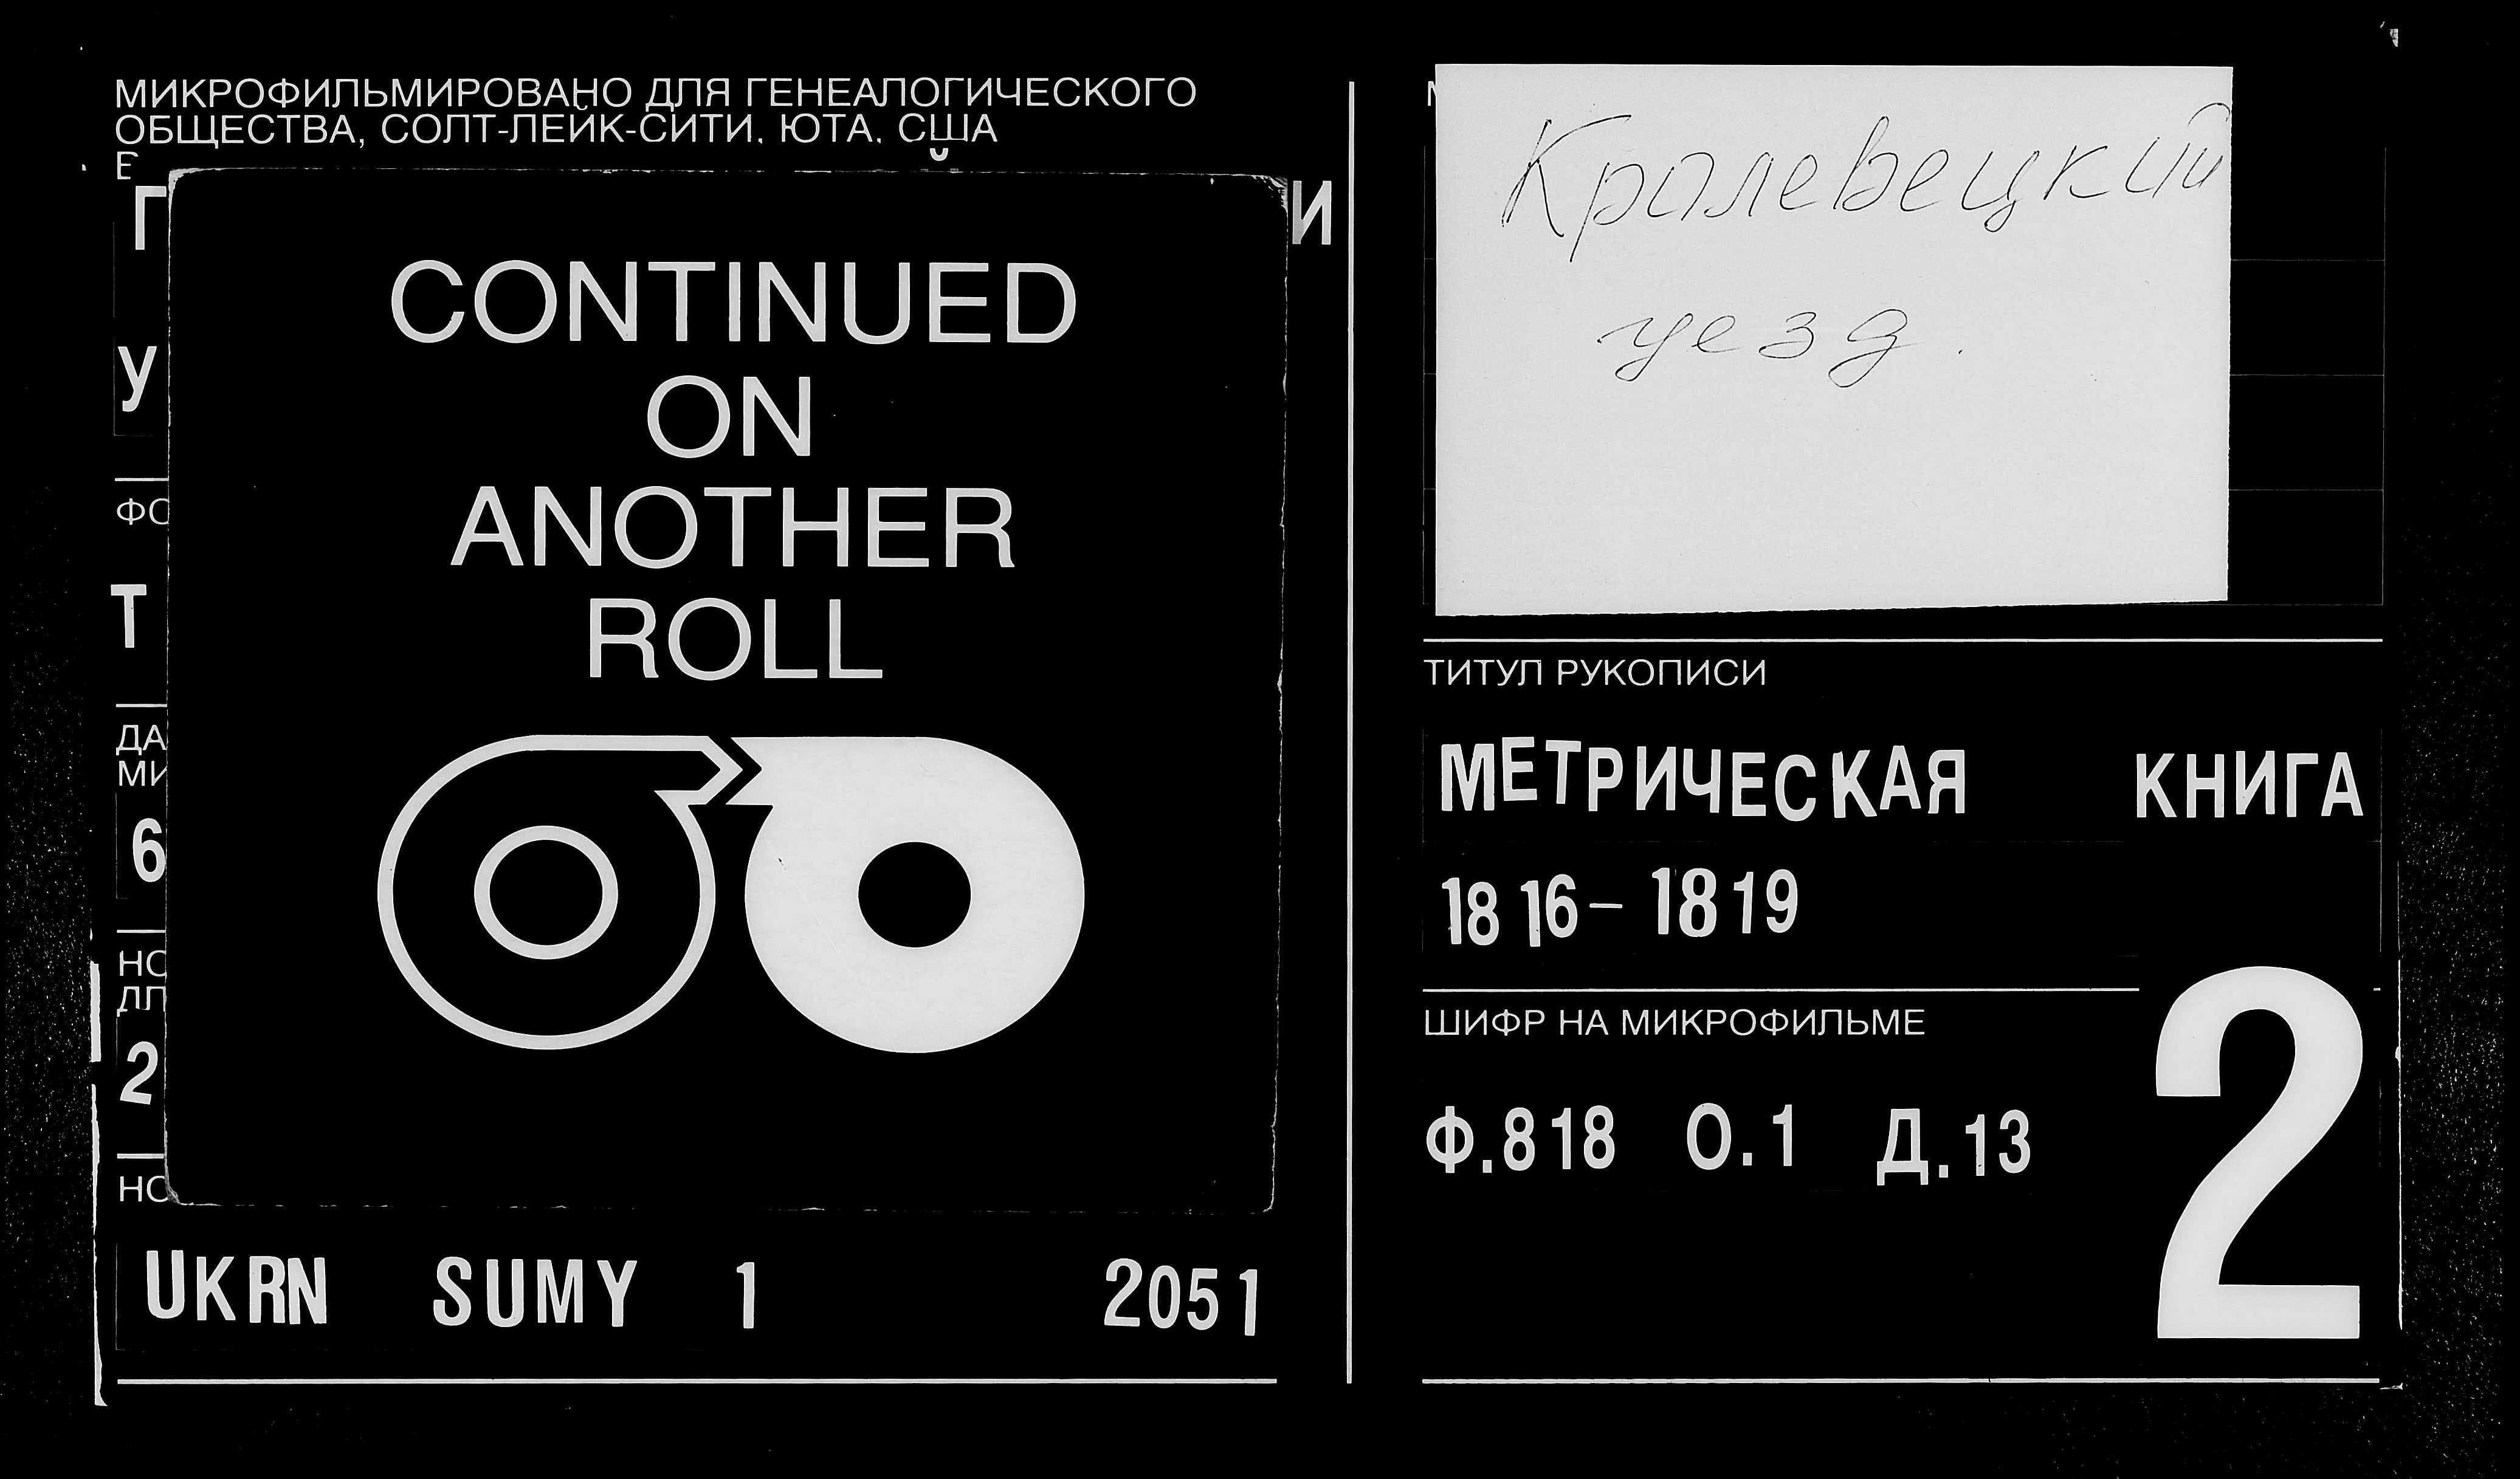 МИКРОФИЛЬМИРОВАНО ДЛЯ ГЕНЕАЛОГИЧЕСКОГО
ОБЩЕСТВА, СОЛТ-ЛЕЙК-СИТИ, ЮТА, США
CONTINUED
ON
ANOTHER
ROLL
UKRN SUMY 1 2051
Кролевецкий
уезд.
ТИТУЛ РУКОПИСИ
МЕТРИЧЕСКАЯ КНИГА
1816-1819
ШИФР НА МИКРОФИЛЬМЕ
Ф.818 О.1 Д.13
2